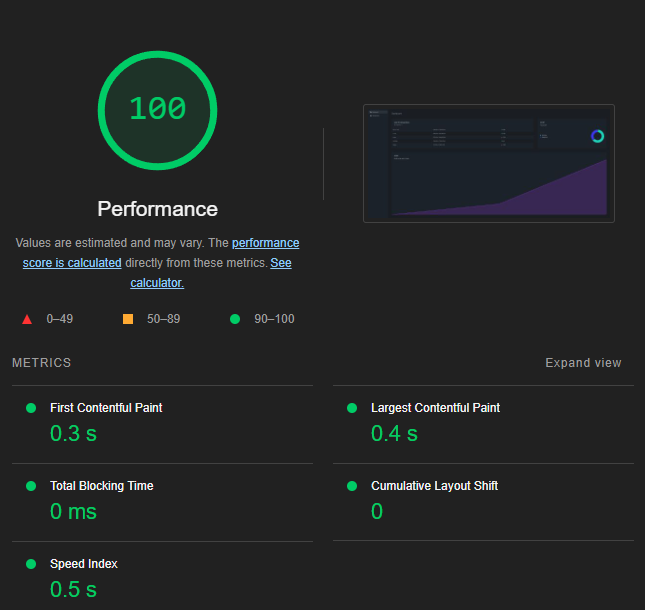 100
Performance
Values are estimated and may vary. The performance
score is calculated directly from these metrics. See
calculator.
0–49
50–89
90–100
METRICS
Expand view
First Contentful Paint
0.3 s
Largest Contentful Paint
0.4 s
Total Blocking Time
0 ms
Cumulative Layout Shift
0
Speed Index
0.5 s